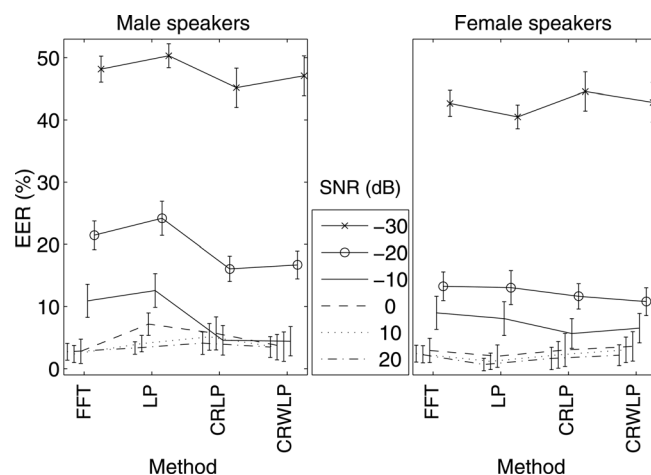 Male speakers
Female speakers
EER (%)
50
40
30
20
10
0
SNR (dB)
−30
−20
−10
0
10
20
FFT
LP
CRLP
CRWLP
FFT
LP
CRLP
CRWLP
Method
Method